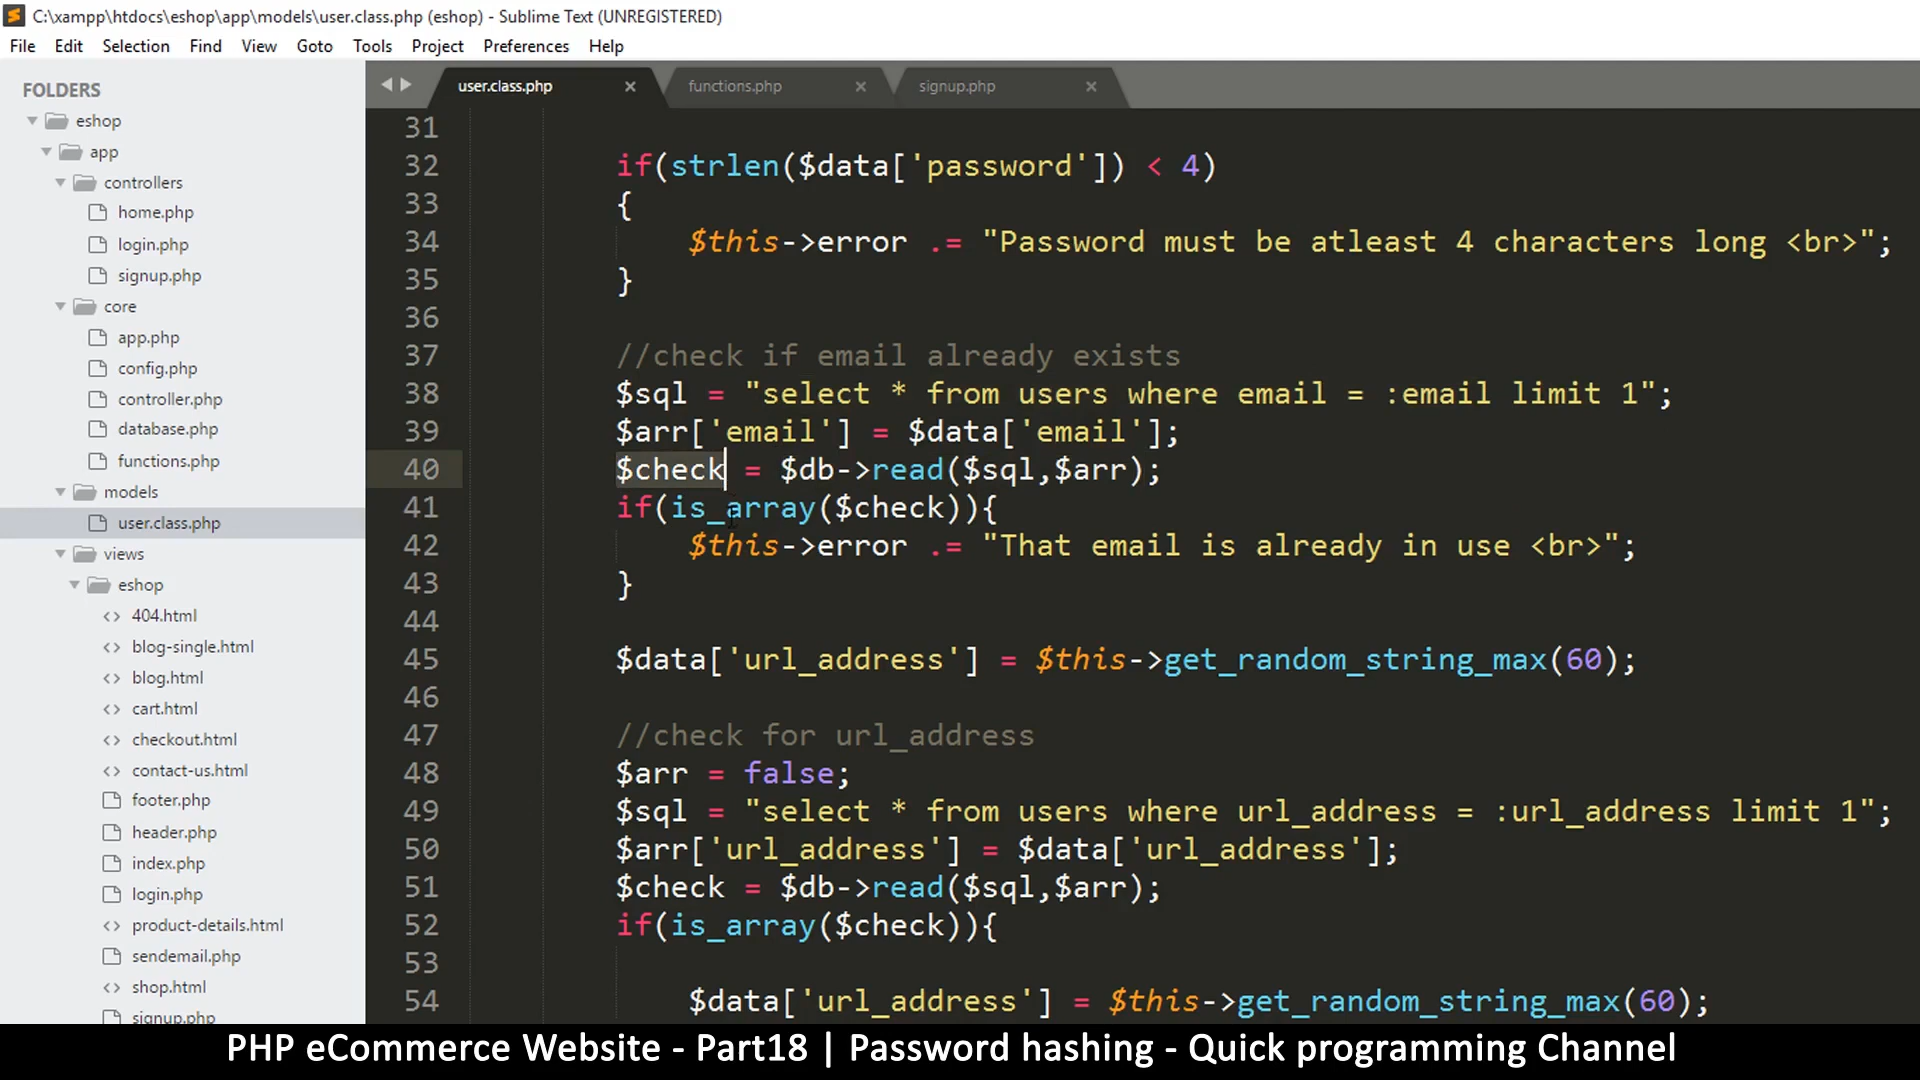 C:\xampp\htdocs\eshop\app\models\user.class.php (eshop) - Sublime Text (UNREGISTERED)
File Edit Selection Find View Goto Tools Project Preferences Help
FOLDERS
eshop
app
controllers
home.php
login.php
signup.php
core
app.php
config.php
controller.php
database.php
functions.php
models
user.class.php
views
eshop
404.html
blog-single.html
blog.html
cart.html
checkout.html
contact-us.html
footer.php
header.php
index.php
login.php
product-details.html
sendemail.php
shop.html
signup.php
user.class.php functions.php signup.php
31
32 if(strlen($data['password']) < 4)
33 {
34 $this->error .= "Password must be atleast 4 characters long <br>";
35 }
36
37 //check if email already exists
38 $sql = "select * from users where email = :email limit 1";
39 $arr['email'] = $data['email'];
40 $check = $db->read($sql,$arr);
41 if(is_array($check)){
42 $this->error .= "That email is already in use <br>";
43 }
44
45 $data['url_address'] = $this->get_random_string_max(60);
46
47 //check for url_address
48 $arr = false;
49 $sql = "select * from users where url_address = :url_address limit 1";
50 $arr['url_address'] = $data['url_address'];
51 $check = $db->read($sql,$arr);
52 if(is_array($check)){
53
54 $data['url_address'] = $this->get_random_string_max(60);
PHP eCommerce Website - Part18 | Password hashing - Quick programming Channel